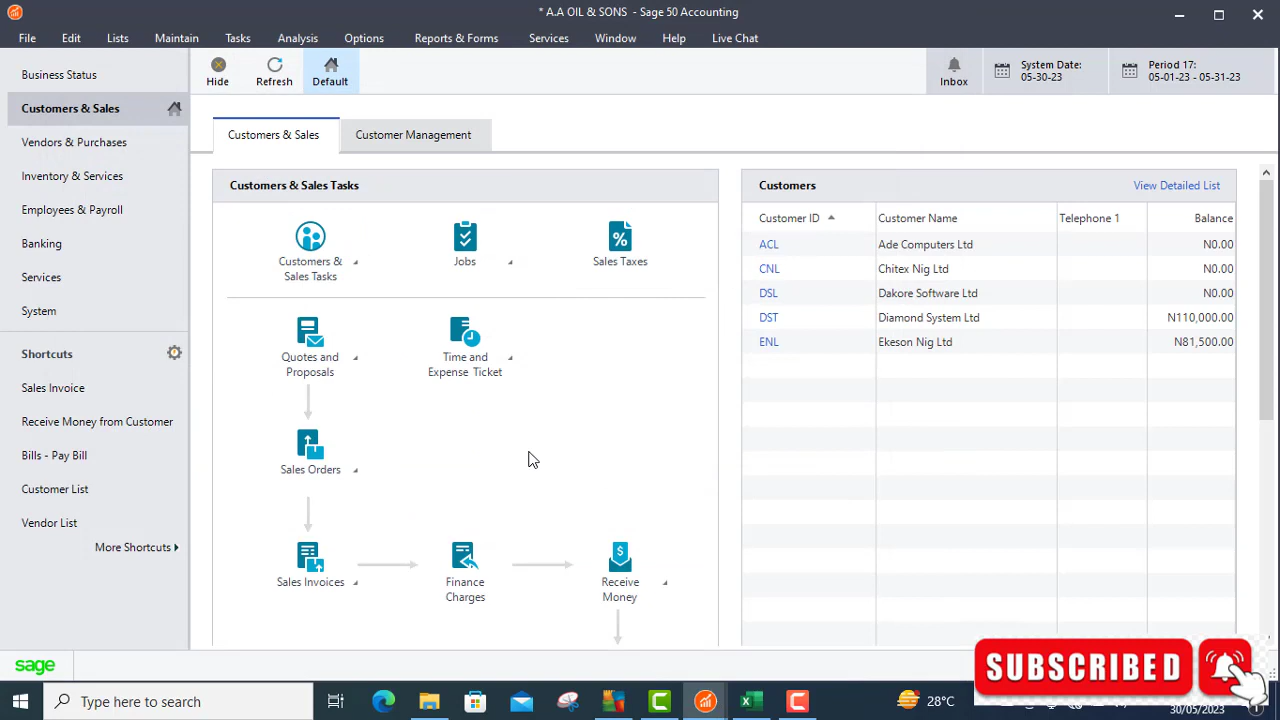 * A.A OIL & SONS - Sage 50 Accounting
File Edit Lists Maintain Tasks Analysis Options Reports & Forms Services Window Help Live Chat
Business Status
Customers & Sales
Vendors & Purchases
Inventory & Services
Employees & Payroll
Banking
Services
System
Shortcuts
Sales Invoice
Receive Money from Customer
Bills - Pay Bill
Customer List
Vendor List
More Shortcuts
sage
Hide Refresh Default
Inbox
System Date:
05-30-23
Period 17:
05-01-23 - 05-31-23
Customers & Sales Customer Management
Customers & Sales Tasks
Customers &
Sales Tasks
Jobs
Sales Taxes
Quotes and
Proposals
Time and
Expense Ticket
Sales Orders
Sales Invoices
Finance
Charges
Receive
Money
Customers View Detailed List
Customer ID Customer Name Telephone 1 Balance
ACL Ade Computers Ltd N0.00
CNL Chitex Nig Ltd N0.00
DSL Dakore Software Ltd N0.00
DST Diamond System Ltd N110,000.00
ENL Ekeson Nig Ltd N81,500.00
SUBSCRIBED
Type here to search
28°C
30/05/2023